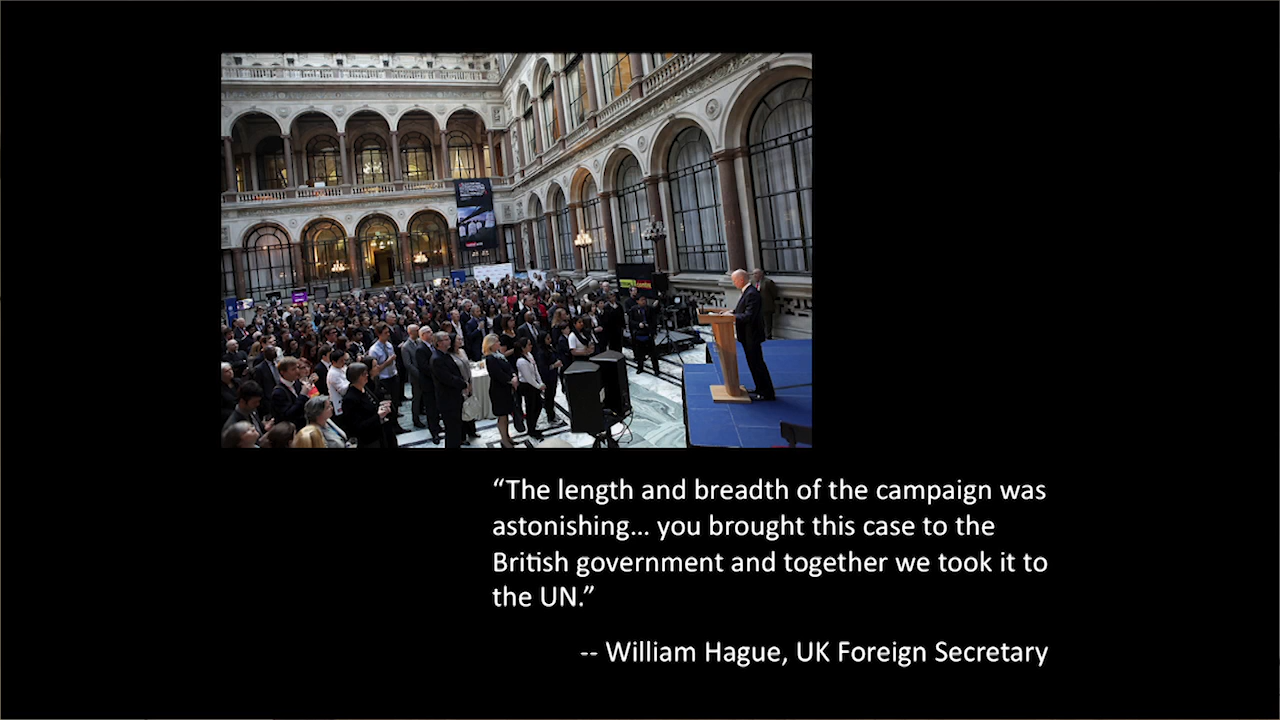 “The length and breadth of the campaign was
astonishing... you brought this case to the
British government and together we took it to
the UN.”
-- William Hague, UK Foreign Secretary